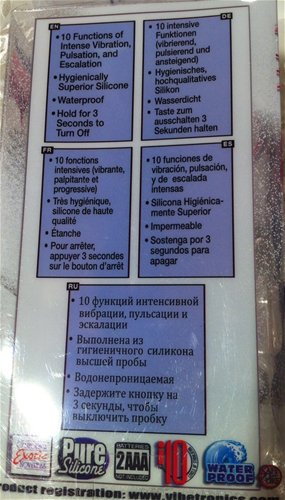 EN
• 10 Functions of
Intense Vibration,
Pulsation, and
Escalation
• Hygienically
Superior Silicone
• Waterproof
• Hold for 3
Seconds to
Turn Off
DE
• 10 intensive
Funktionen
(vibrierend,
pulsierend und
ansteigend)
• Hygienisches,
hochqualitatives
Silikon
• Wasserdicht
• Taste zum
ausschalten 3
Sekunden halten
FR
• 10 fonctions
intensives (vibrante,
palpitante et
progressive)
• Très hygiénique,
silicone de haute
qualité
• Étanche
• Pour arrêter,
appuyer 3 secondes
sur le bouton d'arrêt
ES
• 10 funciones de
vibración, pulsación,
y de escalada
intensas
• Silicona Higiénica-
mente Superior
• Impermeable
• Sostenga por 3
segundos para
apagar
RU
• 10 функций интенсивной
вибрации, пульсации и
эскалации
• Выполнена из
гигиеничного силикона
высшей пробы
• Водонепроницаемая
• Задержите кнопку на
3 секунды, чтобы
выключить пробку
Exotic
Pure
Silicone
BATTERIES
2AAA
10
WATER
PROOF
roduct registration: